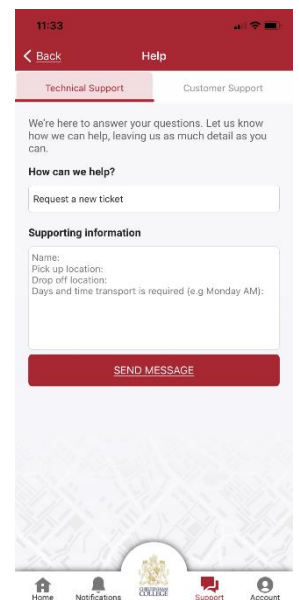 11:33
Back
Help
Technical Support
Customer Support
We're here to answer your questions. Let us know
how we can help, leaving us as much detail as you
can.
How can we help?
Request a new ticket
Supporting information
Name:
Pick up location:
Drop off location:
Days and time transport is required (e.g Monday AM):
SEND MESSAGE
COLLEGE
Home
Notifications
Support
Account